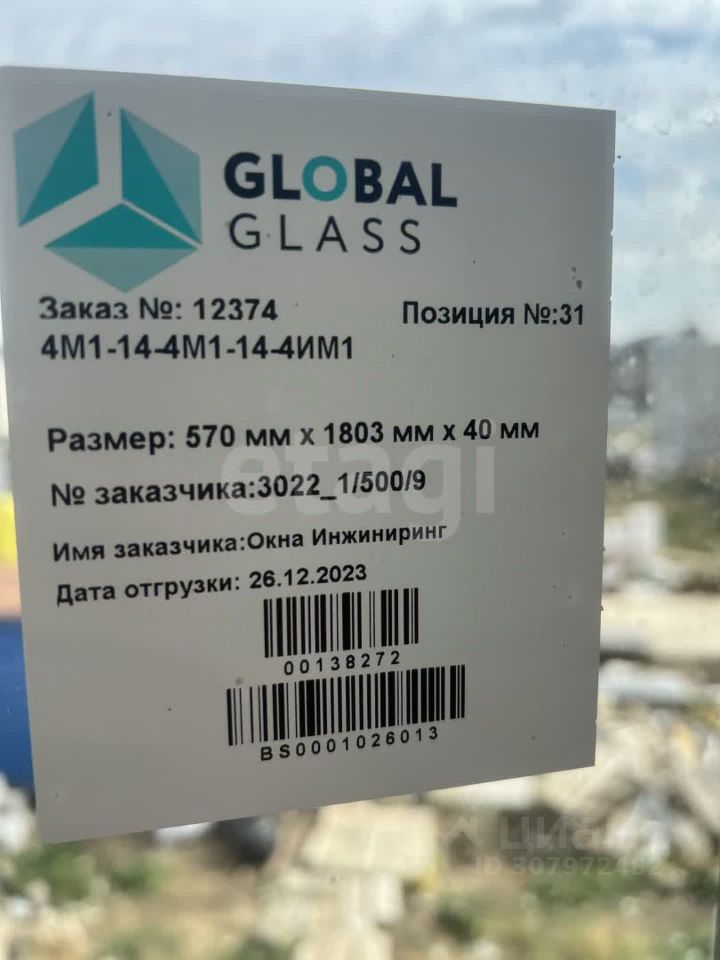 GLOBAL
GLASS
Заказ №: 12374 Позиция №:31
4М1-14-4М1-14-4ИМ1
Размер: 570 мм x 1803 мм x 40 мм
etagi
№ заказчика:3022_1/500/9
Имя заказчика:Окна Инжиниринг
Дата отгрузки: 26.12.2023
00138272
BS0001026013
циан